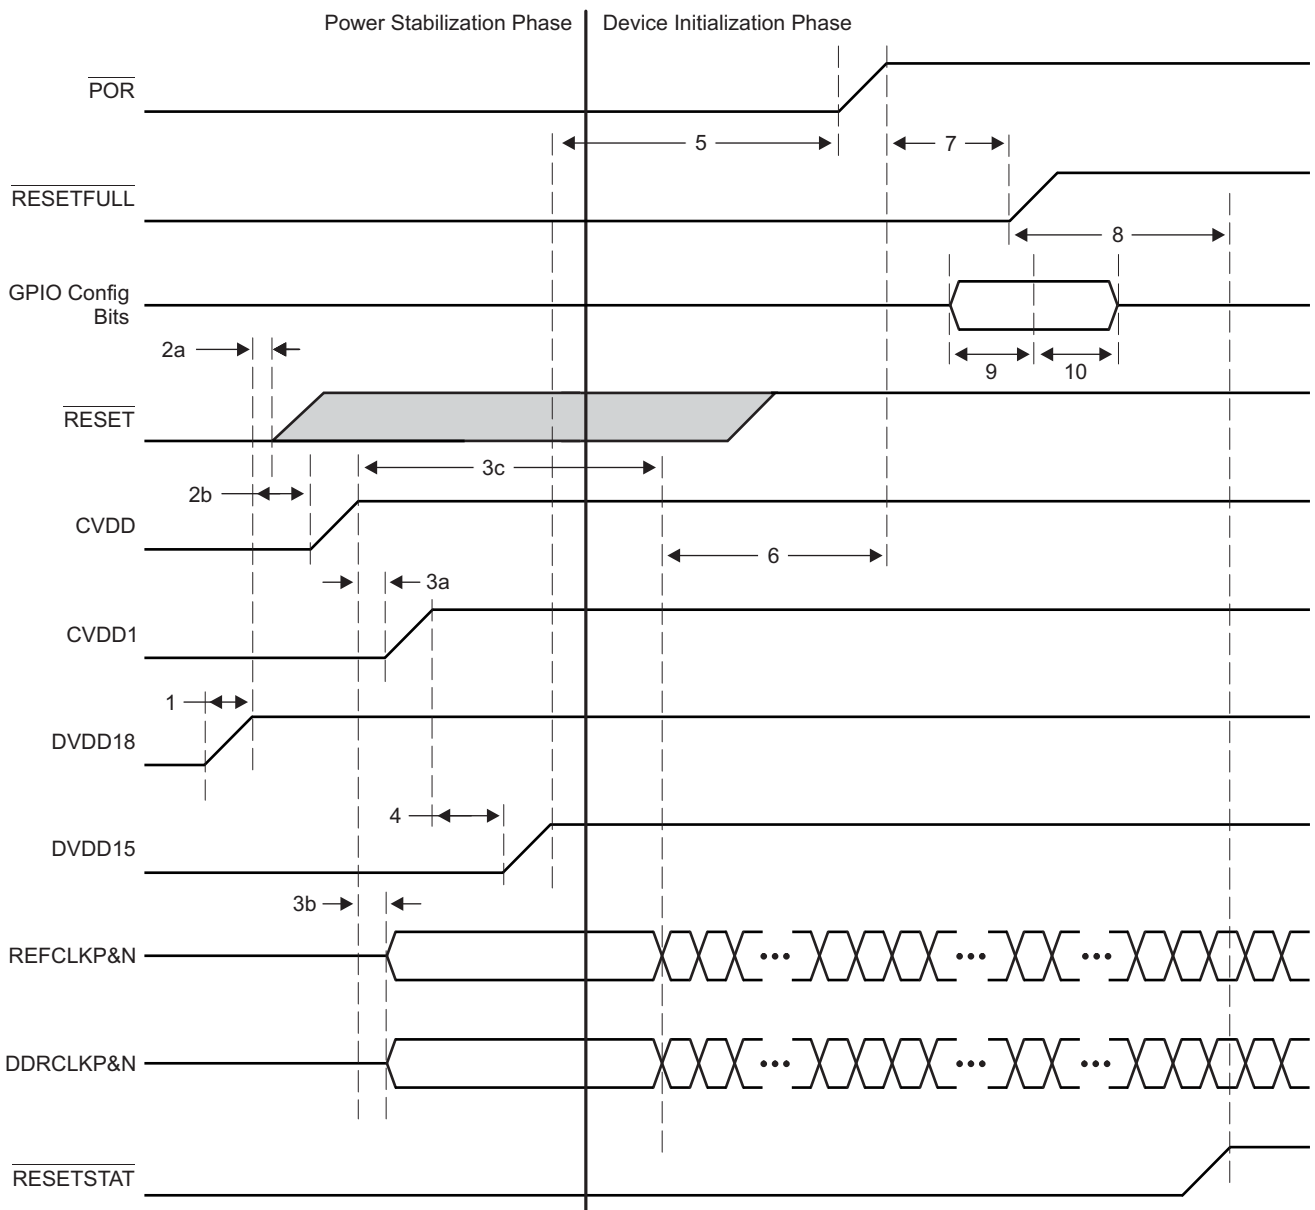 Power Stabilization Phase
Device Initialization Phase
POR
5
7
RESETFULL
8
GPIO Config
Bits
2a
9
10
RESET
3c
2b
CVDD
6
3a
CVDD1
1
DVDD18
4
DVDD15
3b
REFCLKP&N
DDRCLKP&N
RESETSTAT